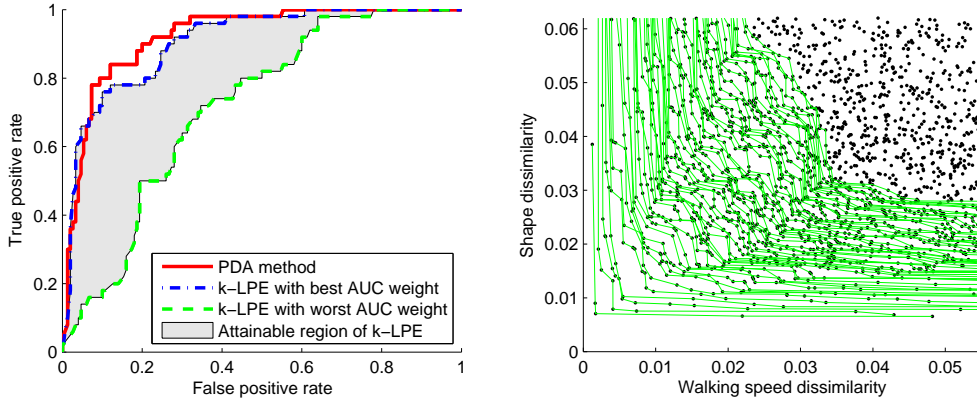 1
0.8
0.6
0.4
0.2
0
0 0.2 0.4 0.6 0.8 1
True positive rate
False positive rate
PDA method
k−LPE with best AUC weight
k−LPE with worst AUC weight
Attainable region of k−LPE
0.06
0.05
0.04
0.03
0.02
0.01
0
0 0.01 0.02 0.03 0.04 0.05
Shape dissimilarity
Walking speed dissimilarity